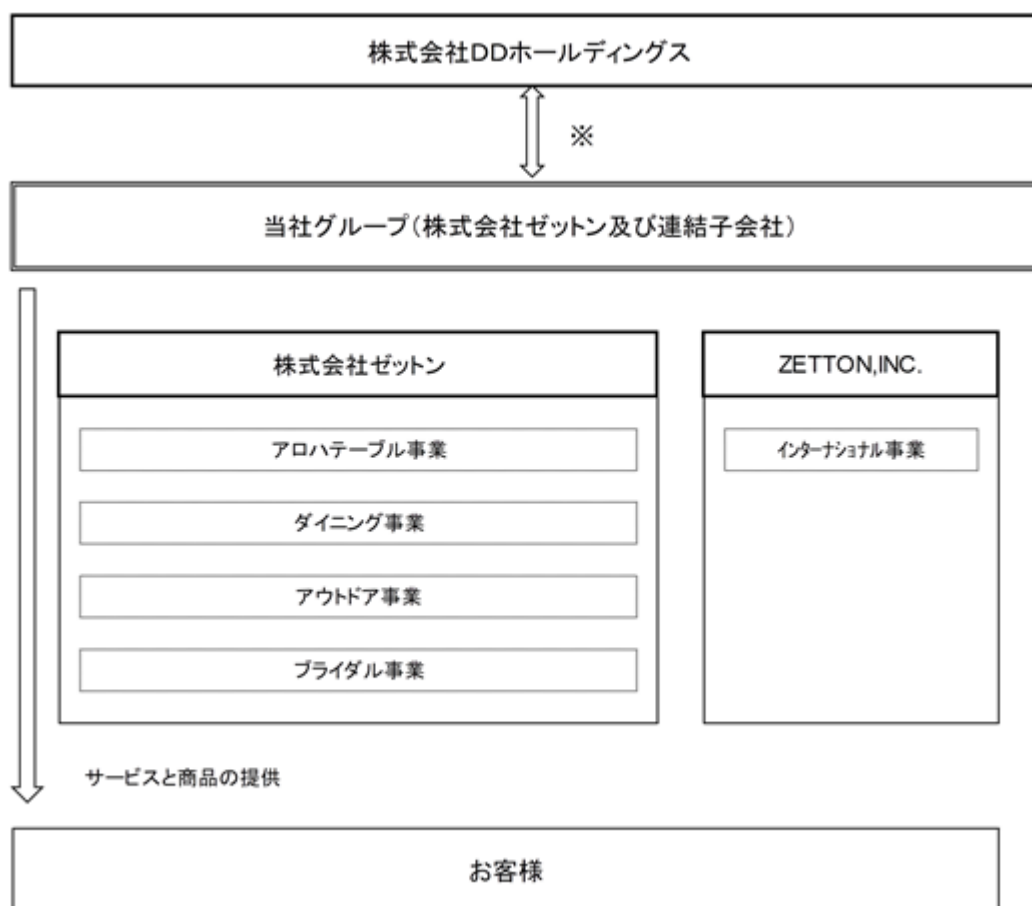 株式会社DDホールディングス
※
当社グループ(株式会社ゼットン及び連結子会社)
株式会社ゼットン
ZETTON,INC.
アロハテーブル事業
インターナショナル事業
ダイニング事業
アウトドア事業
ブライダル事業
サービスと商品の提供
お客様